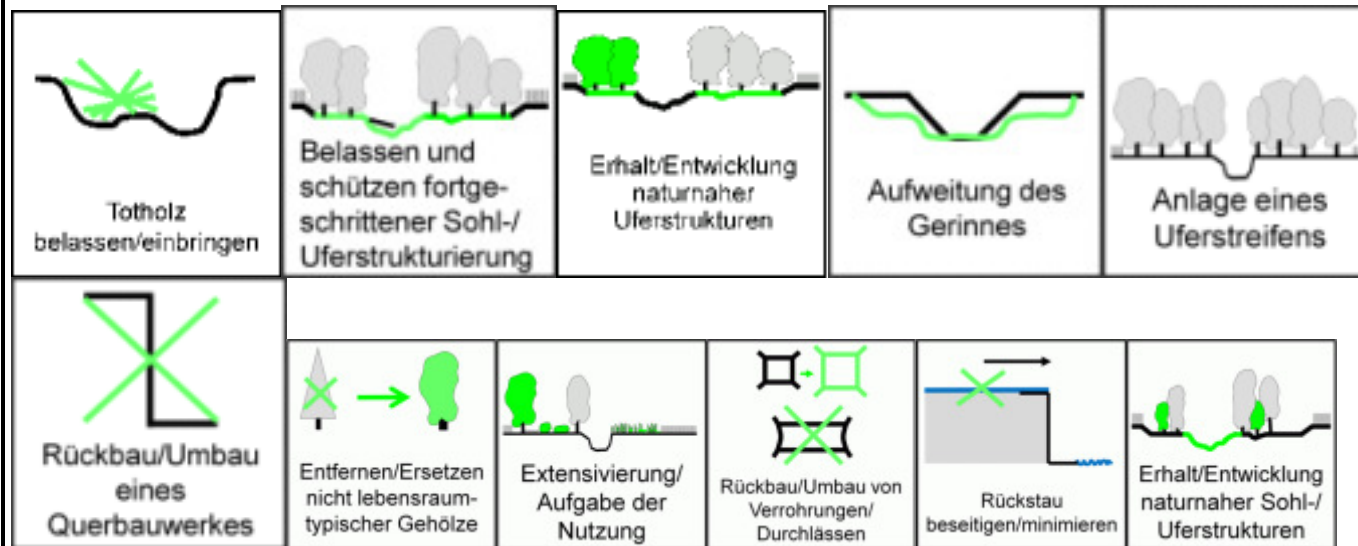 Totholz
belassen/einbringen
Belassen und
schützen fortge-
schrittener Sohl-/
Uferstrukturierung
Erhalt/Entwicklung
naturnaher
Uferstrukturen
Aufweitung des
Gerinnes
Anlage eines
Uferstreifens
Rückbau/Umbau
eines
Querbauwerkes
Entfernen/Ersetzen
nicht lebensraum-
typischer Gehölze
Extensivierung/
Aufgabe der
Nutzung
Rückbau/Umbau von
Verrohrungen/
Durchlässen
Rückstau
beseitigen/minimieren
Erhalt/Entwicklung
naturnaher Sohl-/
Uferstrukturen